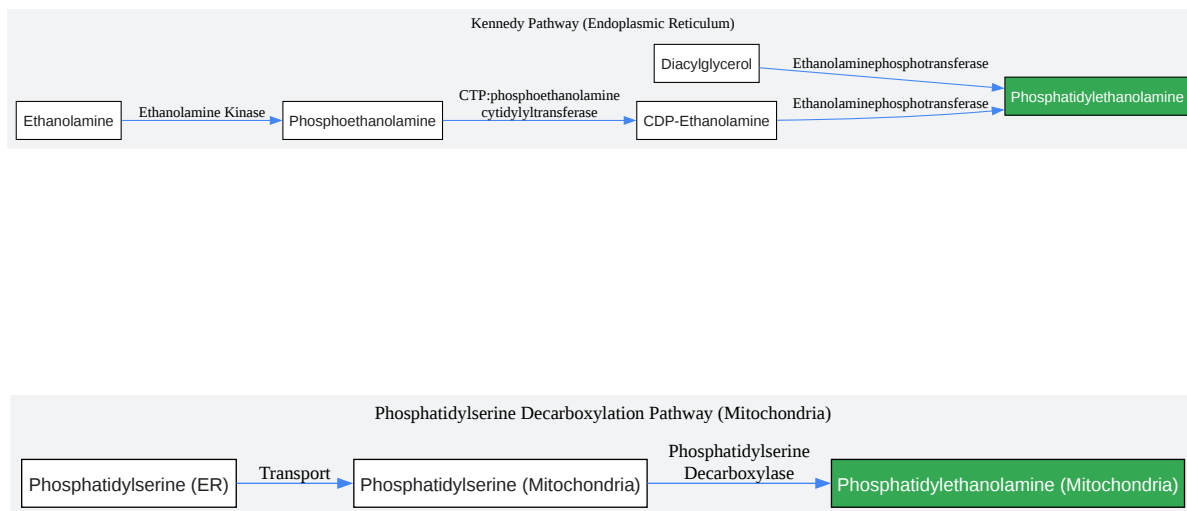 Kennedy Pathway (Endoplasmic Reticulum)
Diacylglycerol
Ethanolaminephosphotransferase
Phosphatidylethanolamine
Ethanolamine
Ethanolamine Kinase
Phosphoethanolamine
CTP:phosphoethanolamine
cytidylyltransferase
CDP-Ethanolamine
Ethanolaminephosphotransferase
Phosphatidylserine Decarboxylation Pathway (Mitochondria)
Phosphatidylserine (ER)
Transport
Phosphatidylserine (Mitochondria)
Phosphatidylserine
Decarboxylase
Phosphatidylethanolamine (Mitochondria)